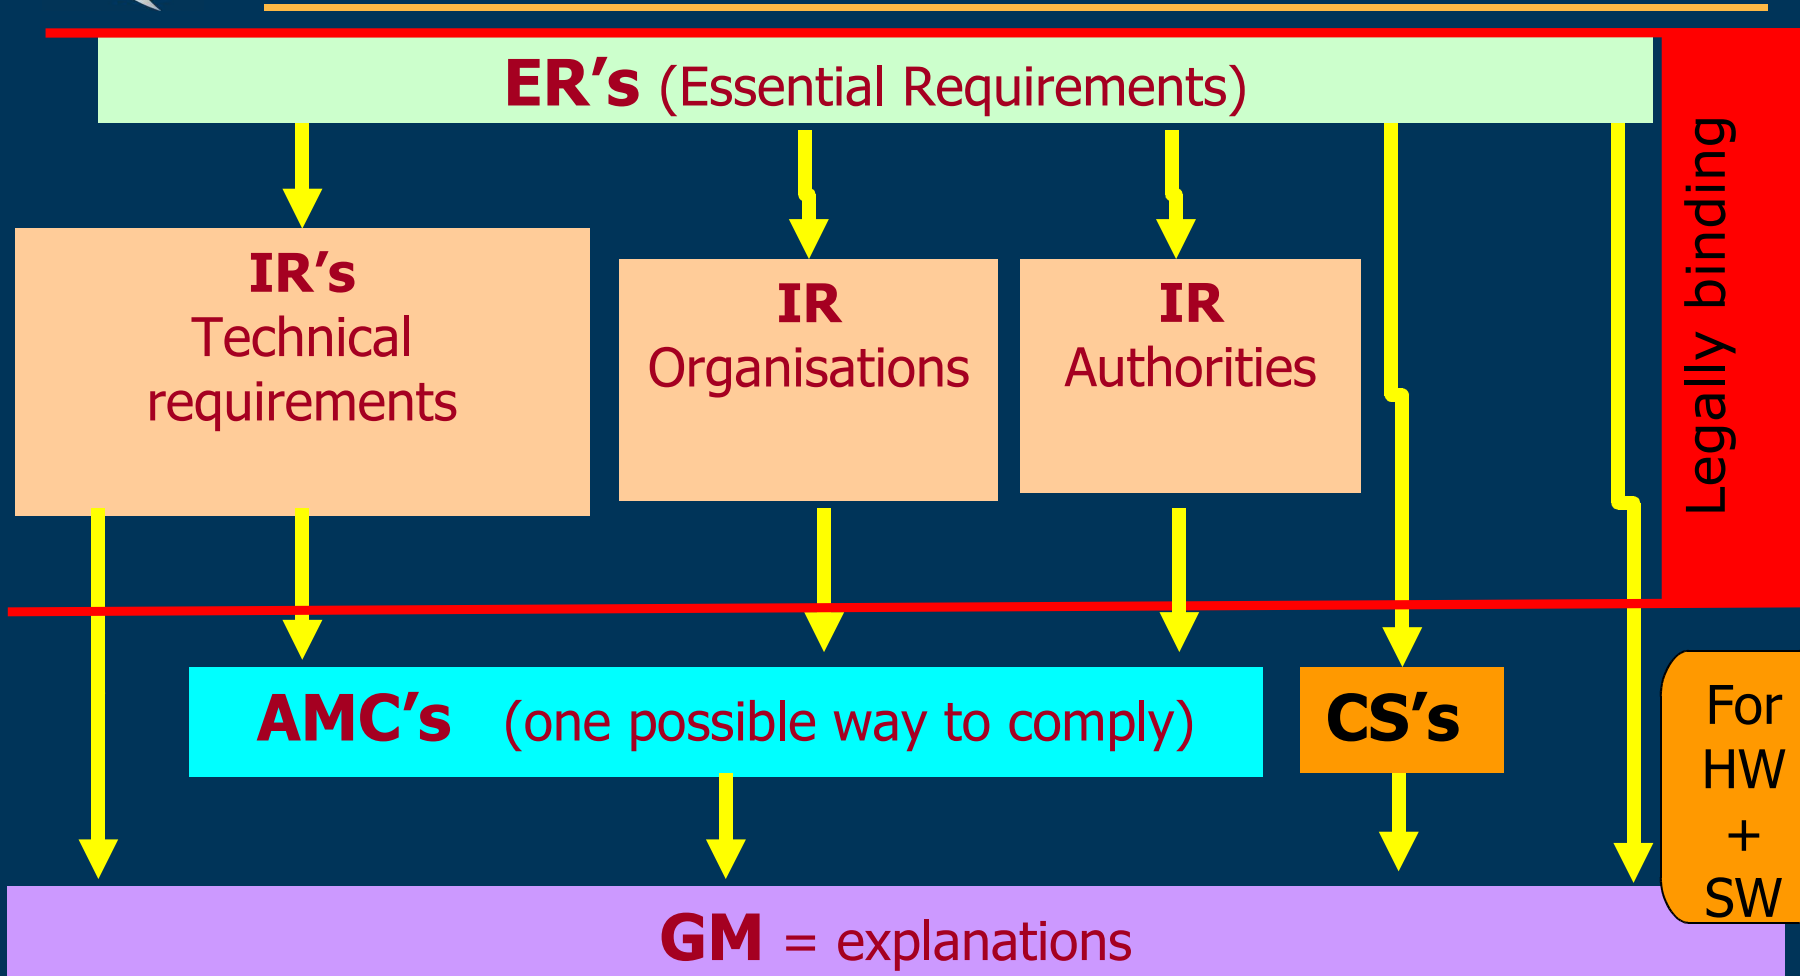 ER’s (Essential Requirements)
Legally binding
IR’s
Technical
requirements
IR
Organisations
IR
Authorities
AMC’s (one possible way to comply)
CS’s
For
HW
+
SW
GM = explanations